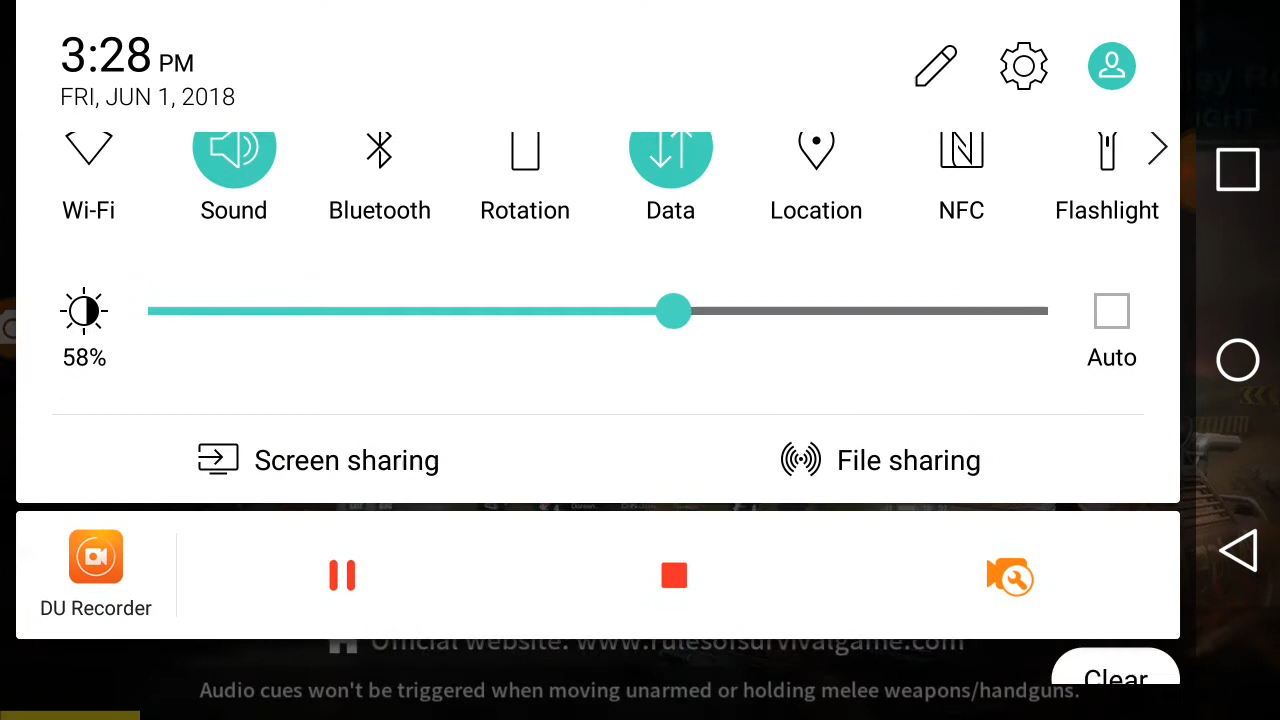 3:28 PM
FRI, JUN 1, 2018
Wi-Fi
Sound
Bluetooth
Rotation
Data
Location
NFC
Flashlight
58%
Auto
Screen sharing
File sharing
DU Recorder
Official website: www.rulesofsurvivalgame.com
Clear
Audio cues won't be triggered when moving unarmed or holding melee weapons/handguns.